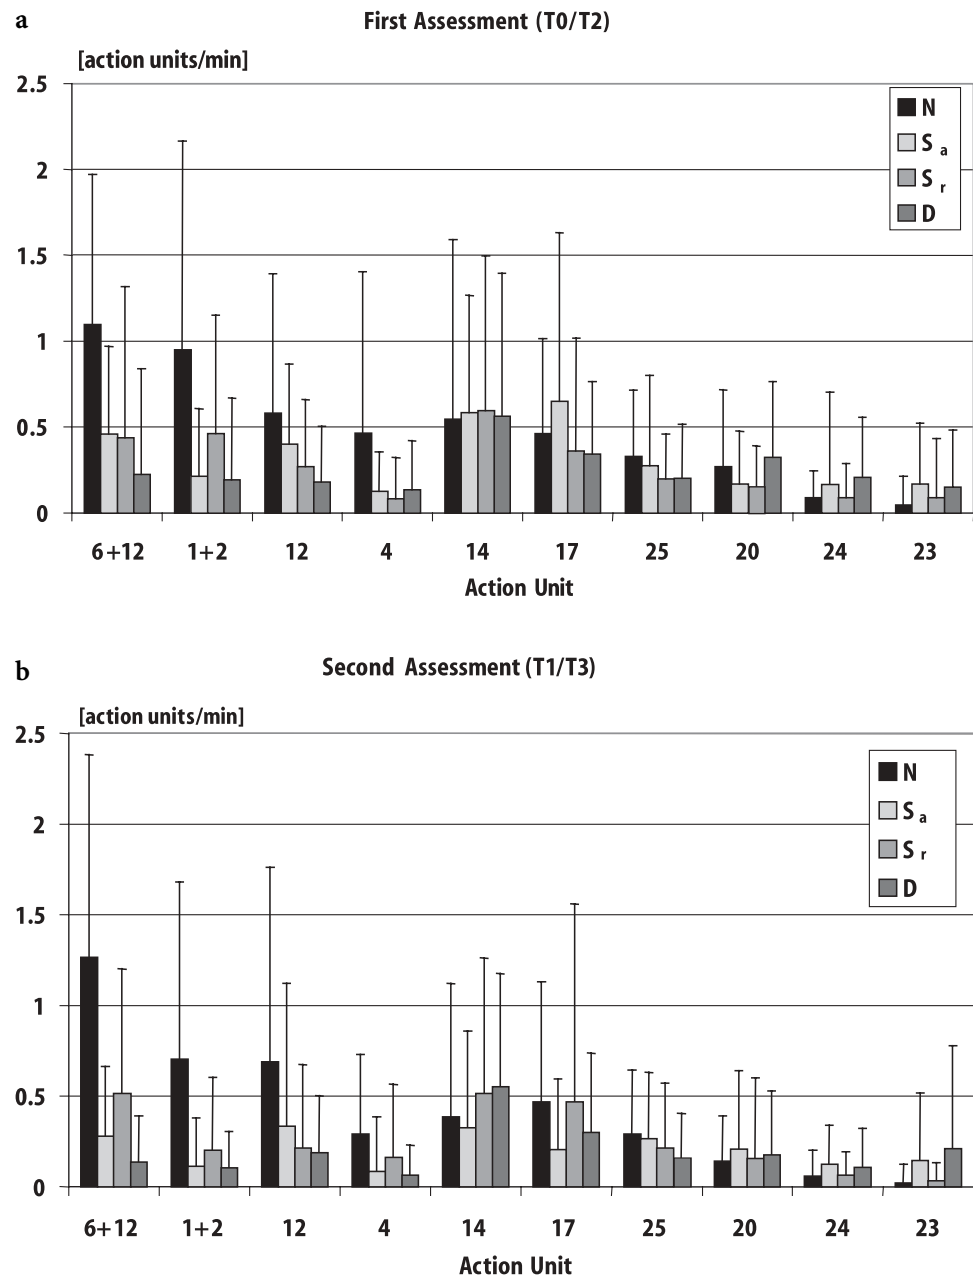 a
First Assessment (T0/T2)
[action units/min]
2.5
2
1.5
1
0.5
0
N
S a
S r
D
6+12 1+2 12 4 14 17 25 20 24 23
Action Unit
b
Second Assessment (T1/T3)
[action units/min]
2.5
2
1.5
1
0.5
0
N
S a
S r
D
6+12 1+2 12 4 14 17 25 20 24 23
Action Unit